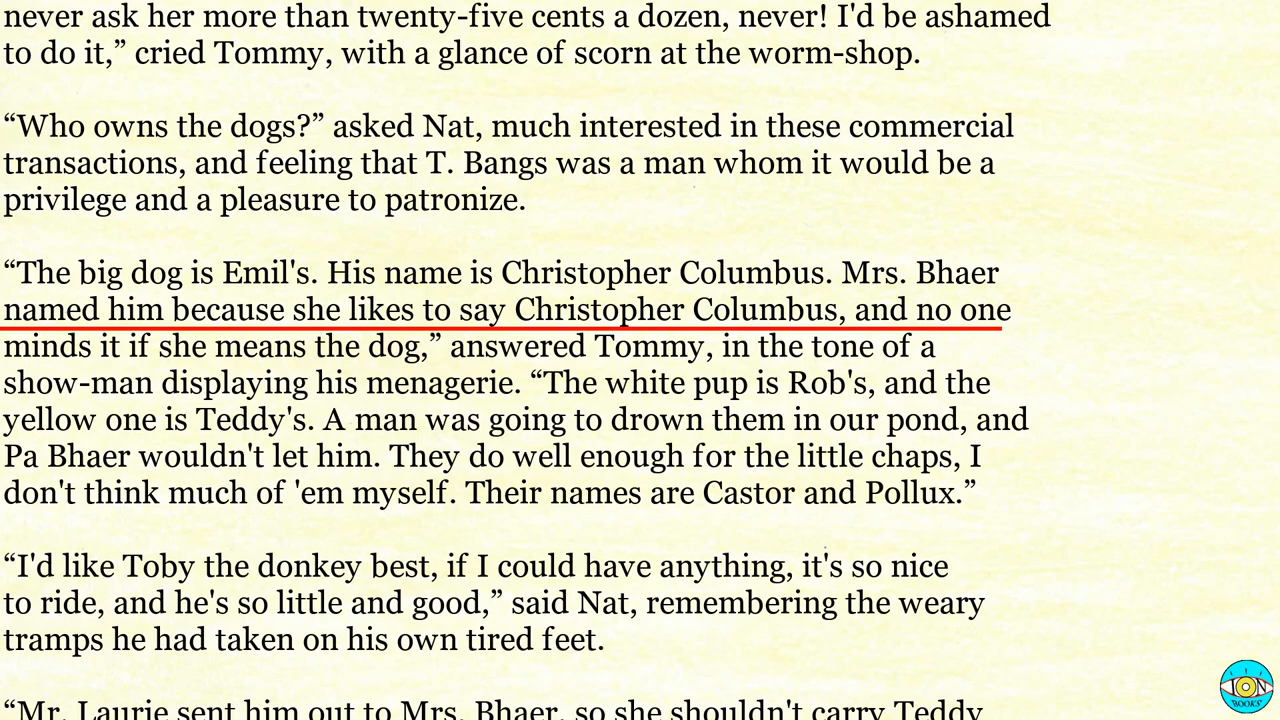 never ask her more than twenty-five cents a dozen, never! I'd be ashamed
to do it,” cried Tommy, with a glance of scorn at the worm-shop.
“Who owns the dogs?” asked Nat, much interested in these commercial
transactions, and feeling that T. Bangs was a man whom it would be a
privilege and a pleasure to patronize.
“The big dog is Emil's. His name is Christopher Columbus. Mrs. Bhaer
named him because she likes to say Christopher Columbus, and no one
minds it if she means the dog,” answered Tommy, in the tone of a
show-man displaying his menagerie. “The white pup is Rob's, and the
yellow one is Teddy's. A man was going to drown them in our pond, and
Pa Bhaer wouldn't let him. They do well enough for the little chaps, I
don't think much of 'em myself. Their names are Castor and Pollux.”
“I'd like Toby the donkey best, if I could have anything, it's so nice
to ride, and he's so little and good,” said Nat, remembering the weary
tramps he had taken on his own tired feet.
“Mr. Laurie sent him out to Mrs. Bhaer, so she shouldn't carry Teddy
ION
BOOKS